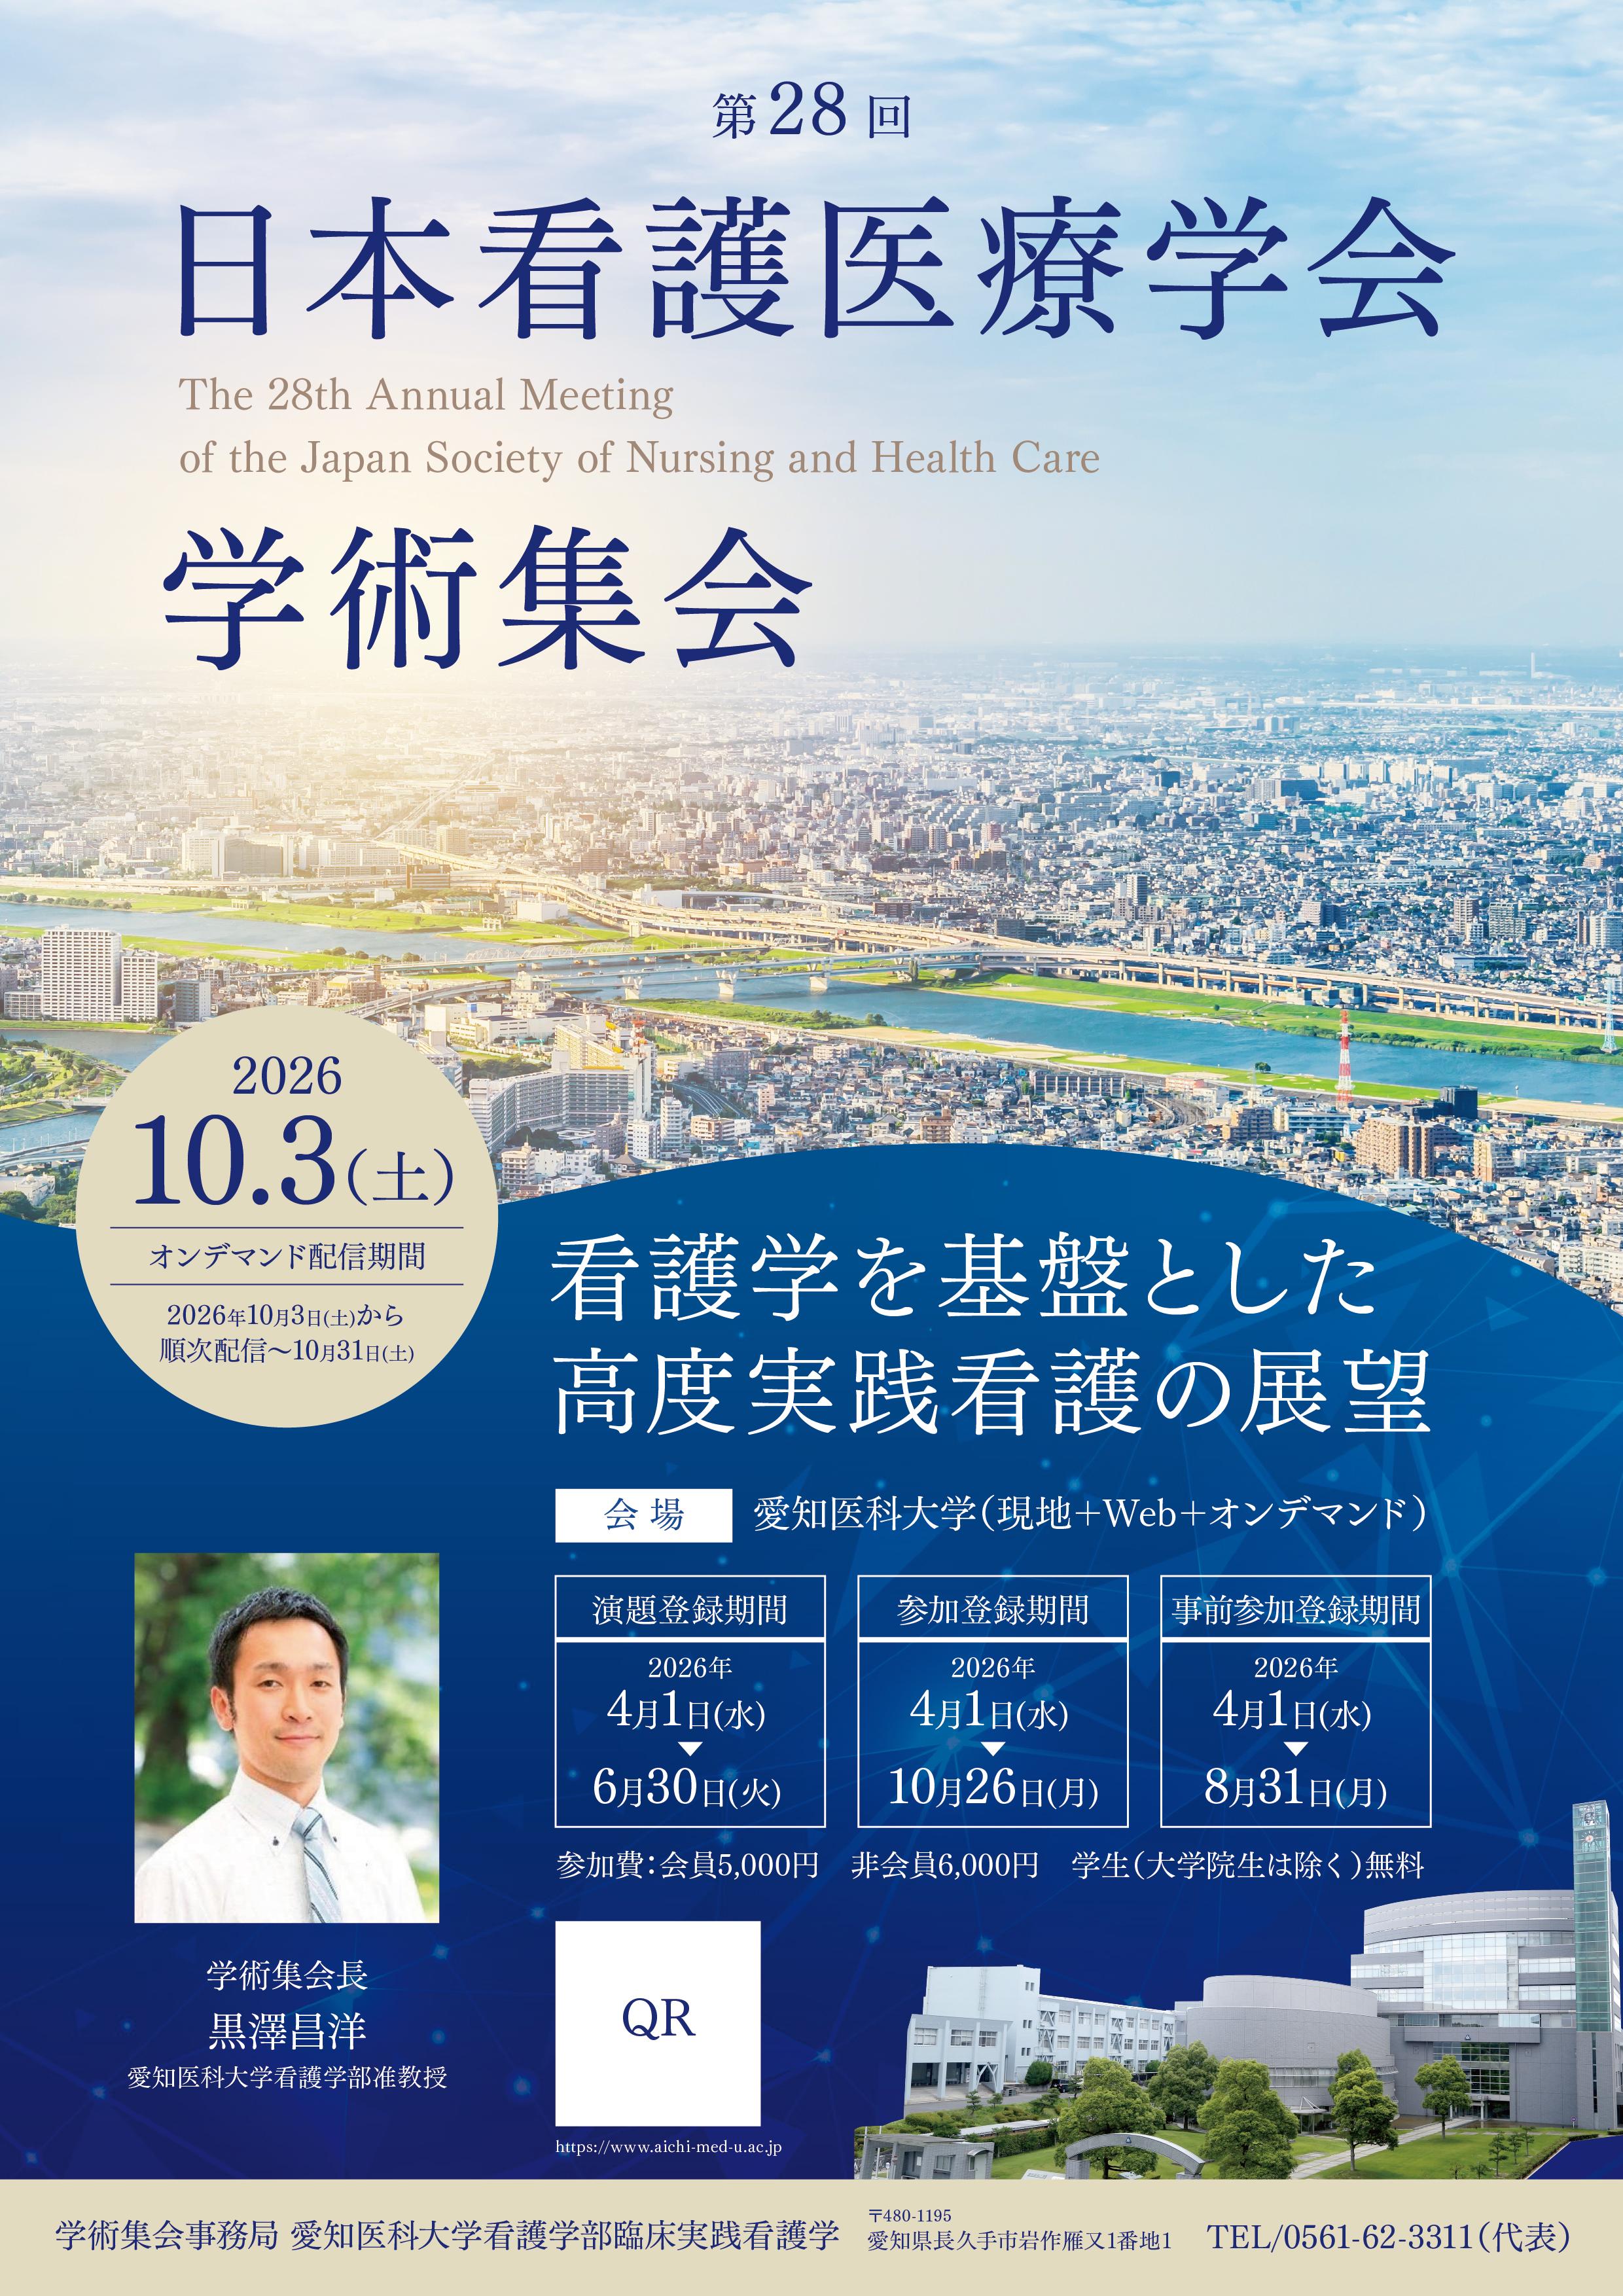 第28回
日本看護医療学会
The 28th Annual Meeting
of the Japan Society of Nursing and Health Care
学術集会
2026
10.3(土)
オンデマンド配信期間
2026年10月3日(土)から
順次配信〜10月31日(土)
看護学を基盤とした
高度実践看護の展望
会場 愛知医科大学(現地+Web+オンデマンド)
演題登録期間
2026年
4月1日(水)
▼
6月30日(火)
参加登録期間
2026年
4月1日(水)
▼
10月26日(月)
事前参加登録期間
2026年
4月1日(水)
▼
8月31日(月)
参加費:会員5,000円 非会員6,000円 学生(大学院生は除く)無料
学術集会長
黒澤昌洋
愛知医科大学看護学部准教授
QR
https://www.aichi-med-u.ac.jp
学術集会事務局 愛知医科大学看護学部臨床実践看護学
〒480-1195
愛知県長久手市岩作雁又1番地1
TEL/0561-62-3311(代表)